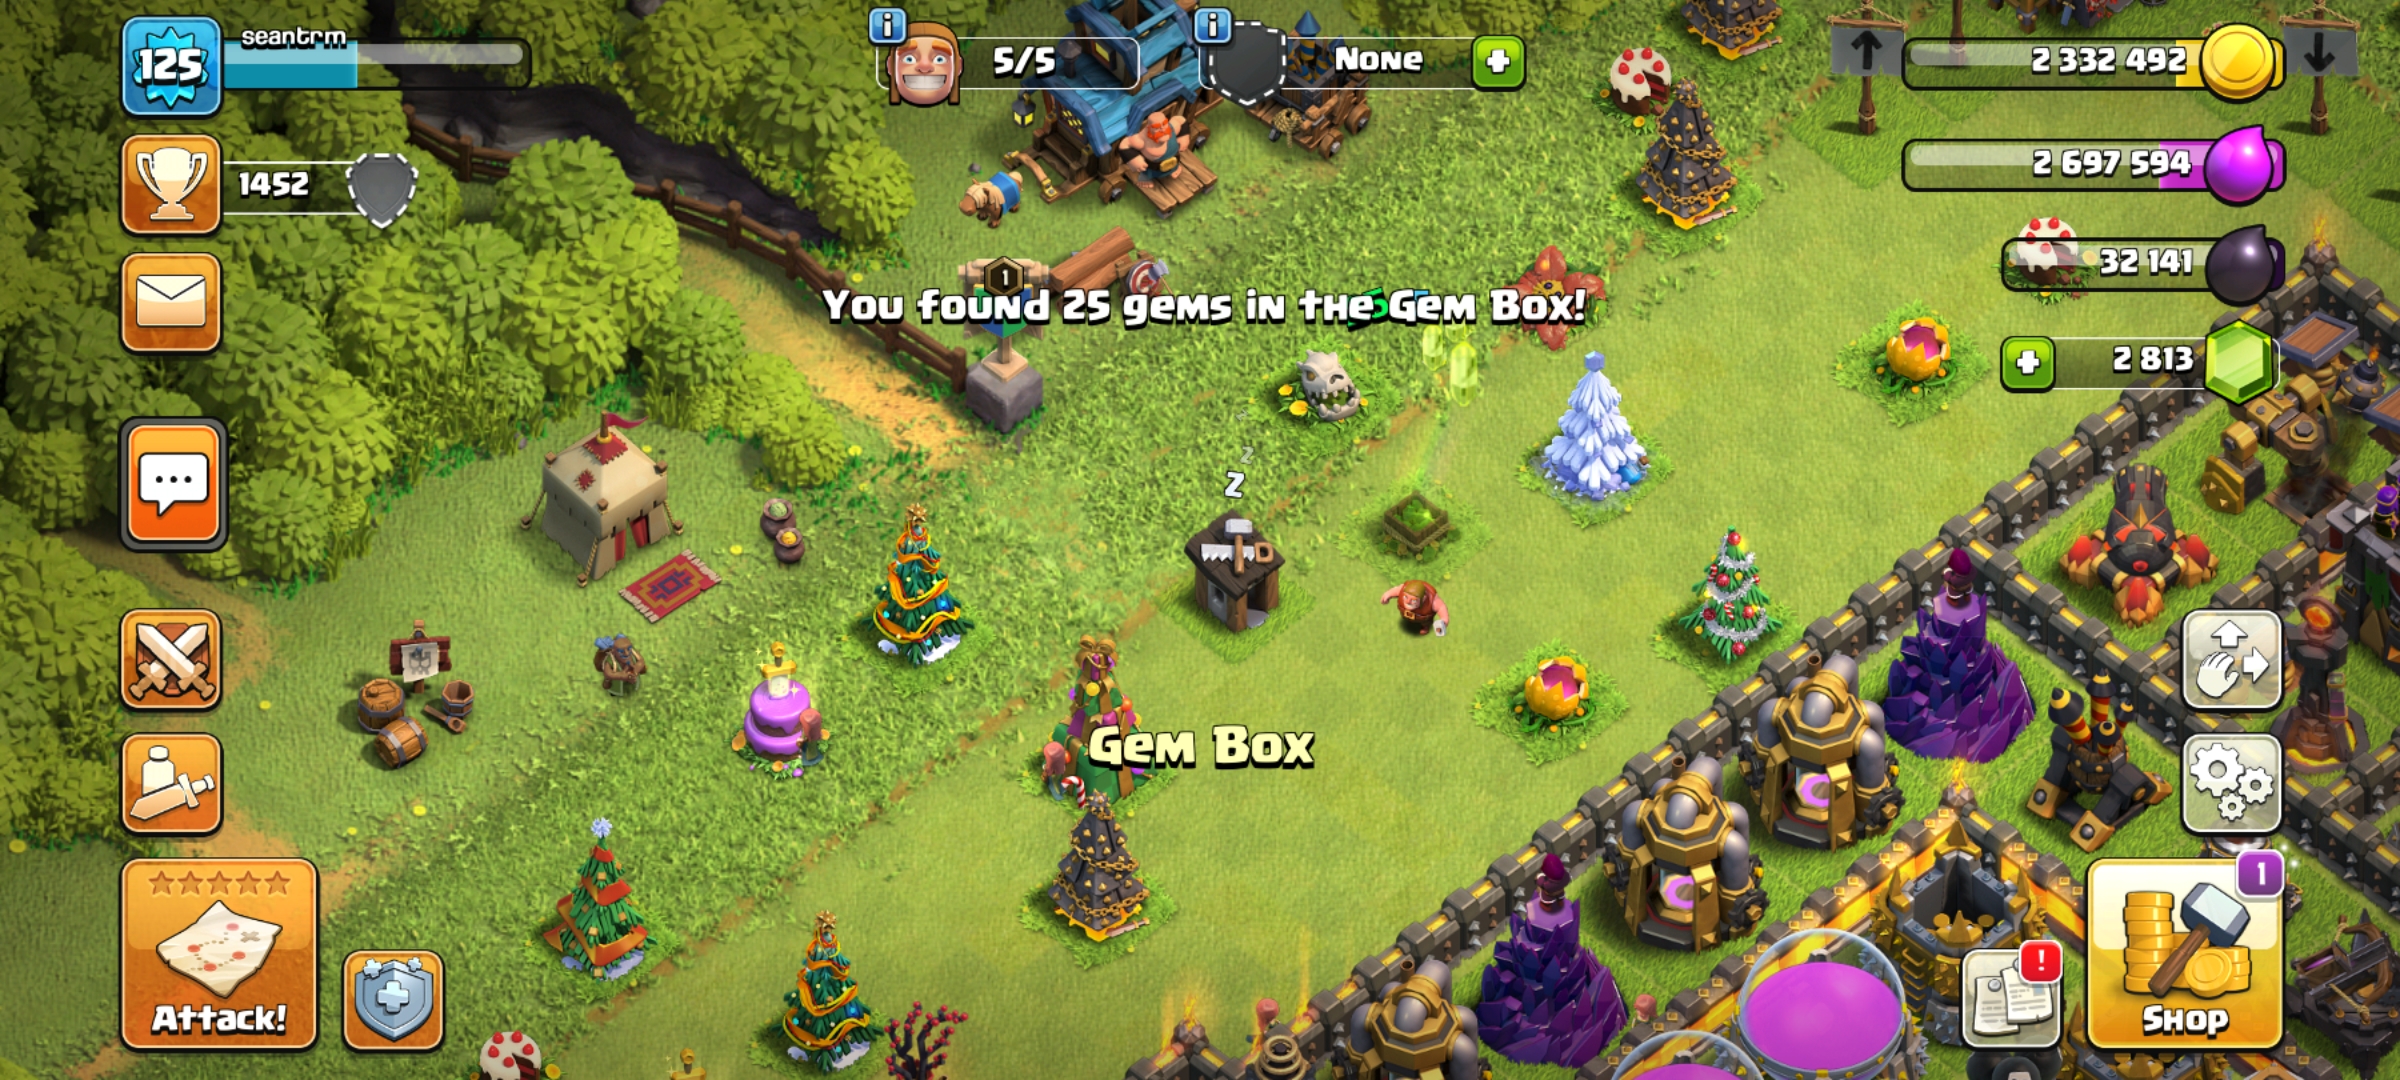 125
seantrm
5/5
None
2 332 492
1452
2 697 594
32 141
1
You found 25 gems in the Gem Box!
2 813
z
Z
Gem Box
1
Attack!
Shop
!